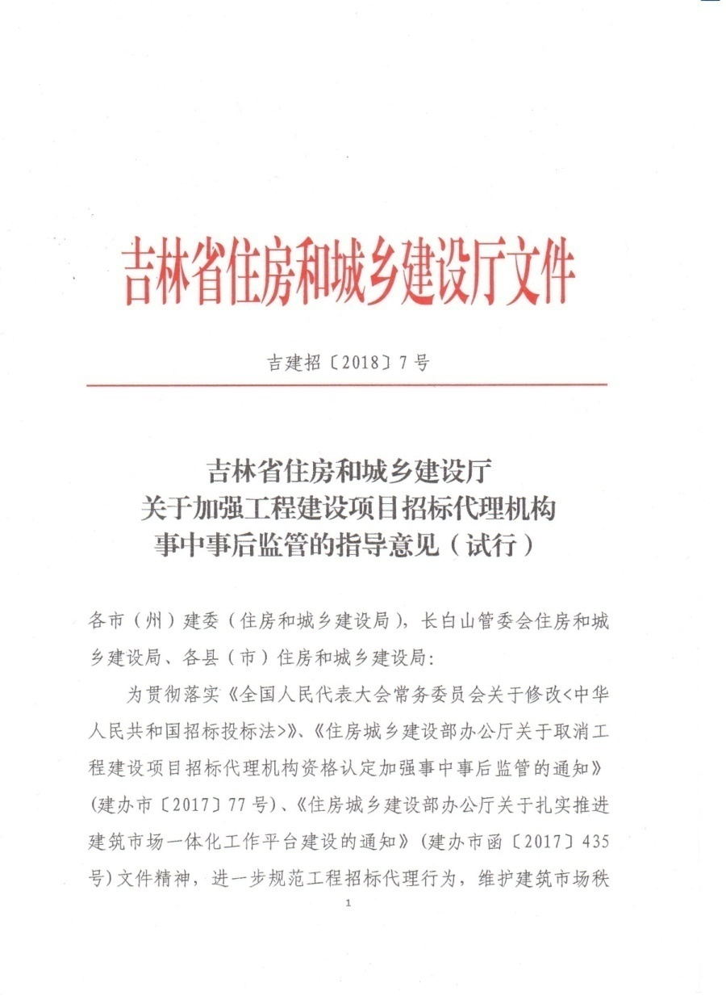 吉林省住房和城乡建设厅文件
吉建招〔2018〕7 号
吉林省住房和城乡建设厅
关于加强工程建设项目招标代理机构
事中事后监管的指导意见（试行）
各市（州）建委（住房和城乡建设局），长白山管委会住房和城
乡建设局、各县（市）住房和城乡建设局：
为贯彻落实《全国人民代表大会常务委员会关于修改<中华
人民共和国招标投标法>》、《住房城乡建设部办公厅关于取消工
程建设项目招标代理机构资格认定加强事中事后监管的通知》
(建办市〔2017〕77 号)、《住房城乡建设部办公厅关于扎实推进
建筑市场一体化工作平台建设的通知》(建办市函〔2017〕435
号)文件精神，进一步规范工程招标代理行为，维护建筑市场秩
1